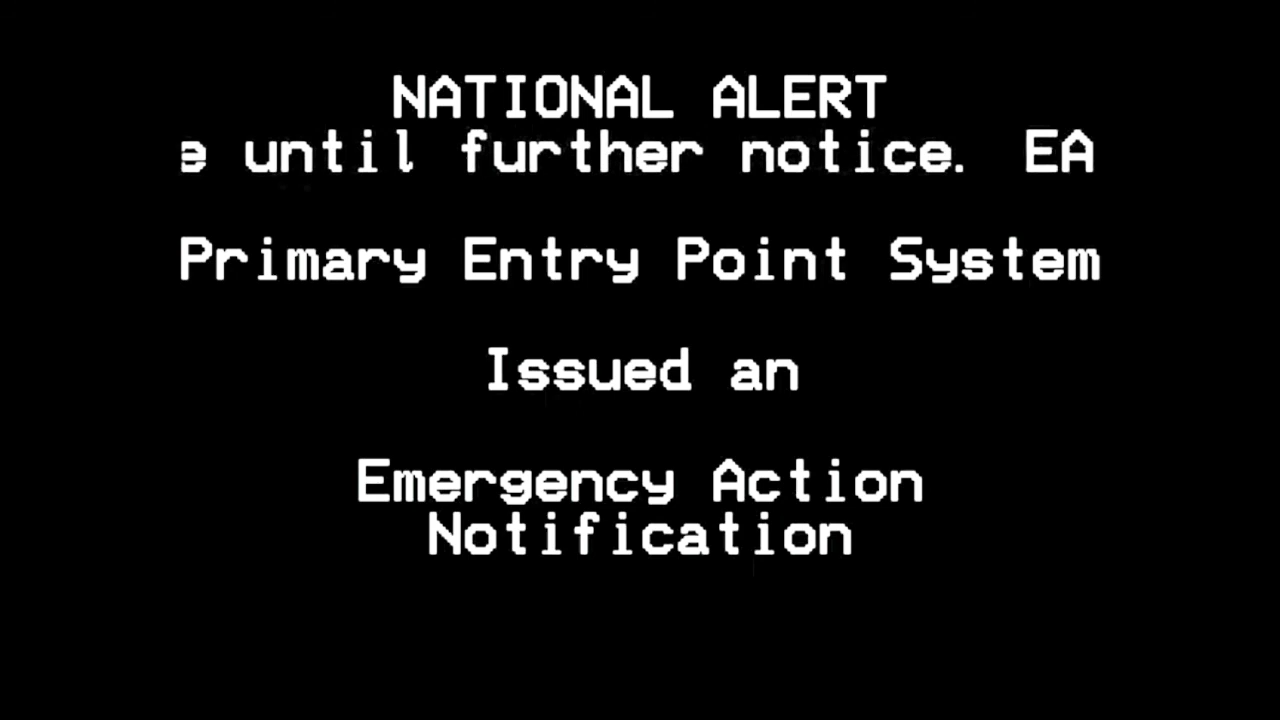 NATIONAL ALERT
e until further notice. EA
Primary Entry Point System
Issued an
Emergency Action
Notification